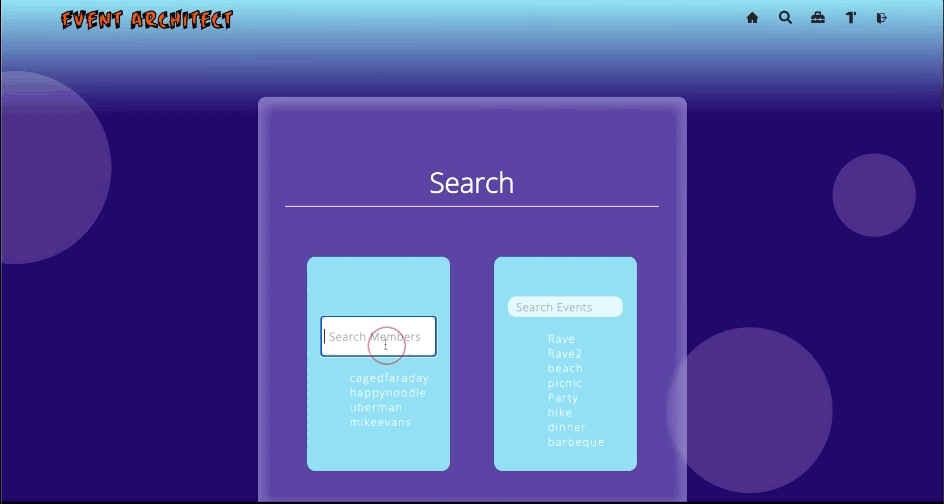 EVENT ARCHITECT
Search
Search Members
cagedfaraday
happynoodle
uberman
mikeevans
Search Events
Rave
Rave2
beach
picnic
Party
hike
dinner
barbeque